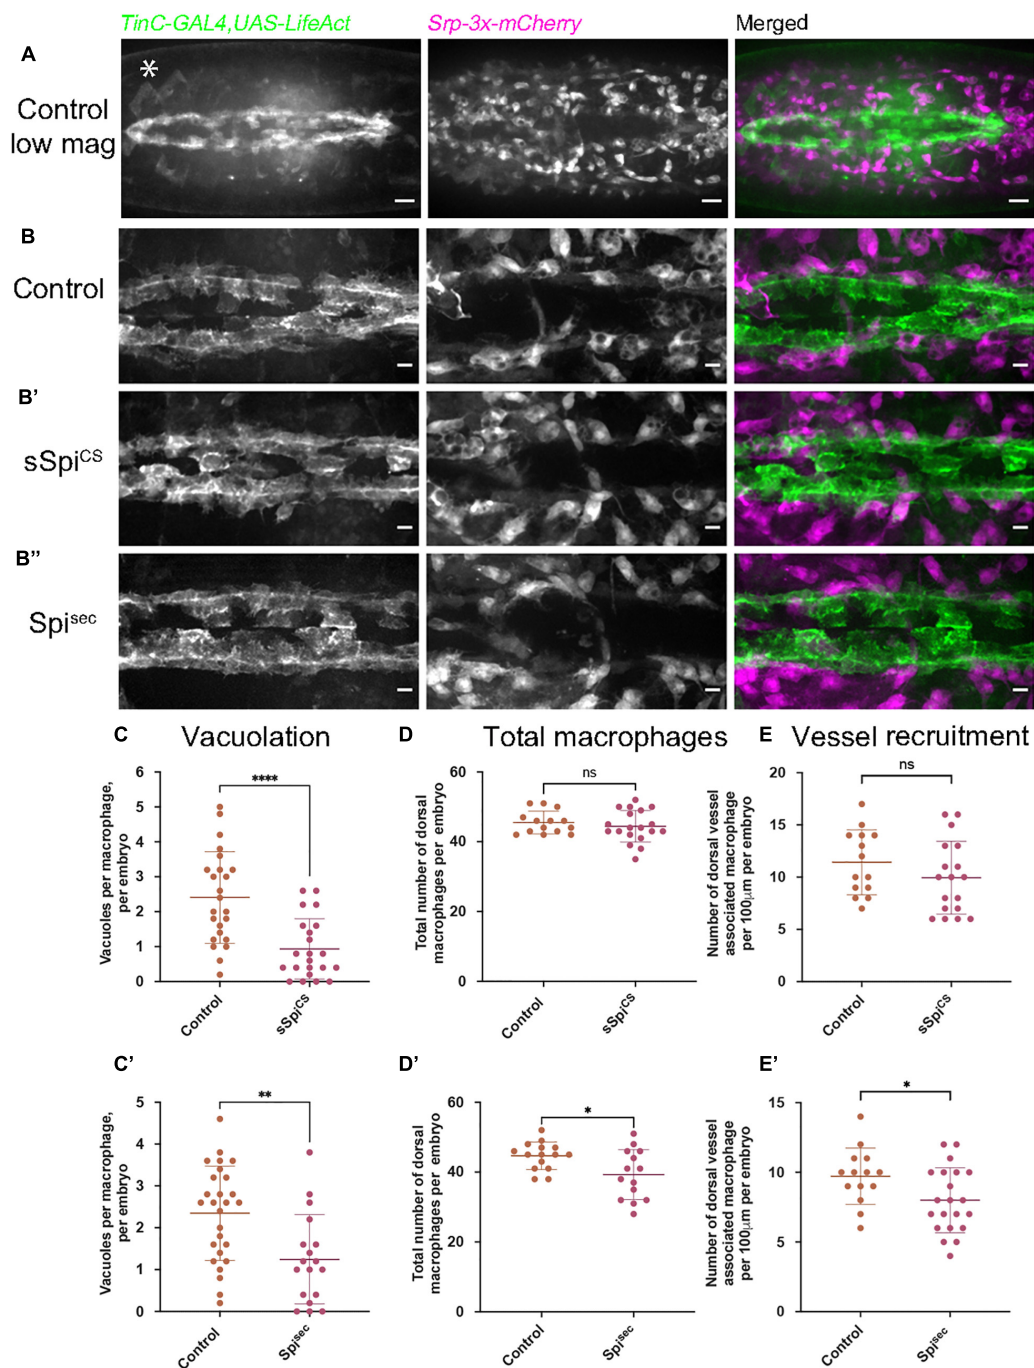 TinC-GAL4,UAS-LifeAct
Srp-3x-mCherry
Merged
A
*
Control
low mag
B
Control
B'
sSpiCS
B"
Spisec
C
Vacuolation
D
Total macrophages
E
Vessel recruitment
Vacuoles per macrophage,
per embryo
6
5
4
3
2
1
0
****
Control
sSpiCS
Total number of dorsal
macrophages per embryo
60
40
20
0
ns
Control
sSpiCS
Number of dorsal vessel
associated macrophage
per 100μm per embryo
20
15
10
5
0
ns
Control
sSpiCS
C'
D'
E'
Vacuoles per macrophage,
per embryo
5
4
3
2
1
0
**
Control
Spisec
Total number of dorsal
macrophages per embryo
60
40
20
0
*
Control
Spisec
Number of dorsal vessel
associated macrophage
per 100μm per embryo
15
10
5
0
*
Control
Spisec